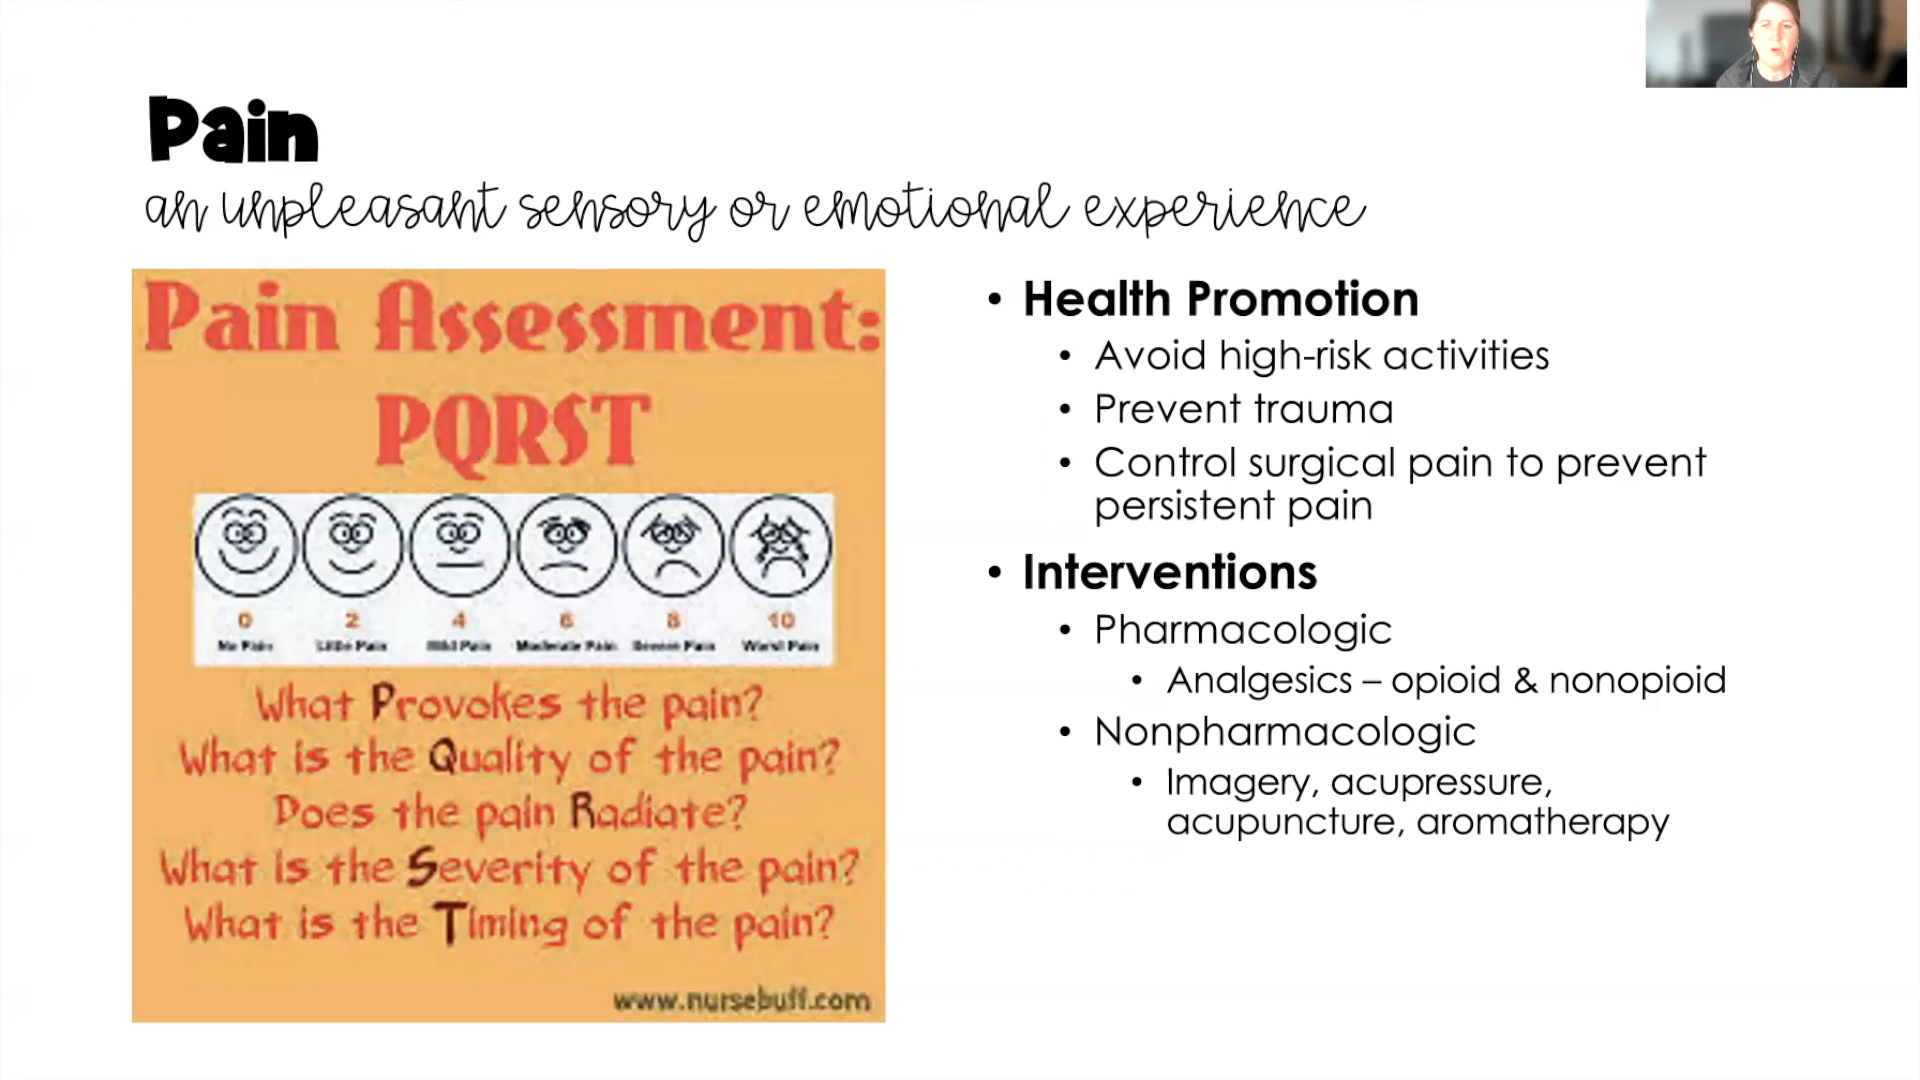 Pain
an unpleasant sensory or emotional experience
Pain Assessment:
PQRST
0 2 4 6 8 10
No Pain Little Pain Mild Pain Moderate Pain Severe Pain Worst Pain
What Provokes the pain?
What is the Quality of the pain?
Does the pain Radiate?
What is the Severity of the pain?
What is the Timing of the pain?
www.nursebuff.com
• Health Promotion
• Avoid high-risk activities
• Prevent trauma
• Control surgical pain to prevent
persistent pain
• Interventions
• Pharmacologic
• Analgesics – opioid & nonopioid
• Nonpharmacologic
• Imagery, acupressure,
acupuncture, aromatherapy